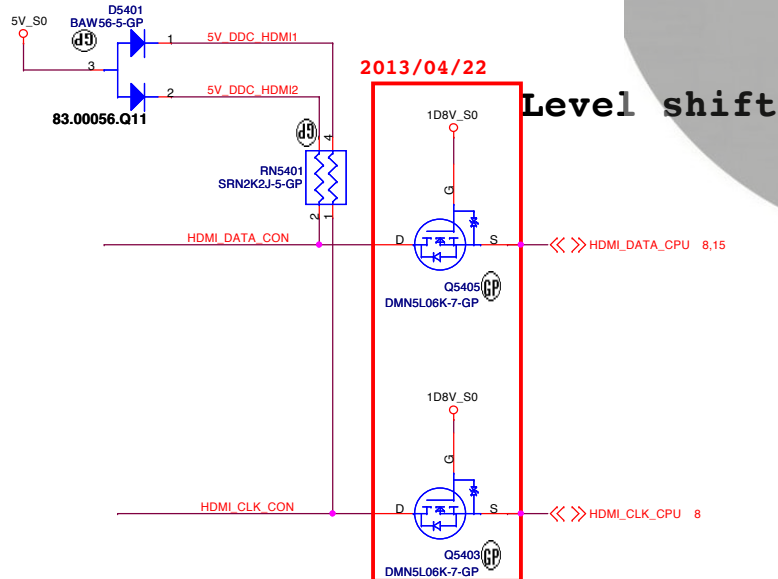 D5401
BAW56-5-GP
5V_S0
GP
1
5V_DDC_HDMI1
3
2
5V_DDC_HDMI2
83.00056.Q11
2013/04/22
Level shift
1D8V_S0
GP
4
RN5401
SRN2K2J-5-GP
G
2
1
HDMI_DATA_CON
D
S
HDMI_DATA_CPU 8,15
Q5405
GP
DMN5L06K-7-GP
1D8V_S0
G
HDMI_CLK_CON
D
S
HDMI_CLK_CPU 8
Q5403
GP
DMN5L06K-7-GP